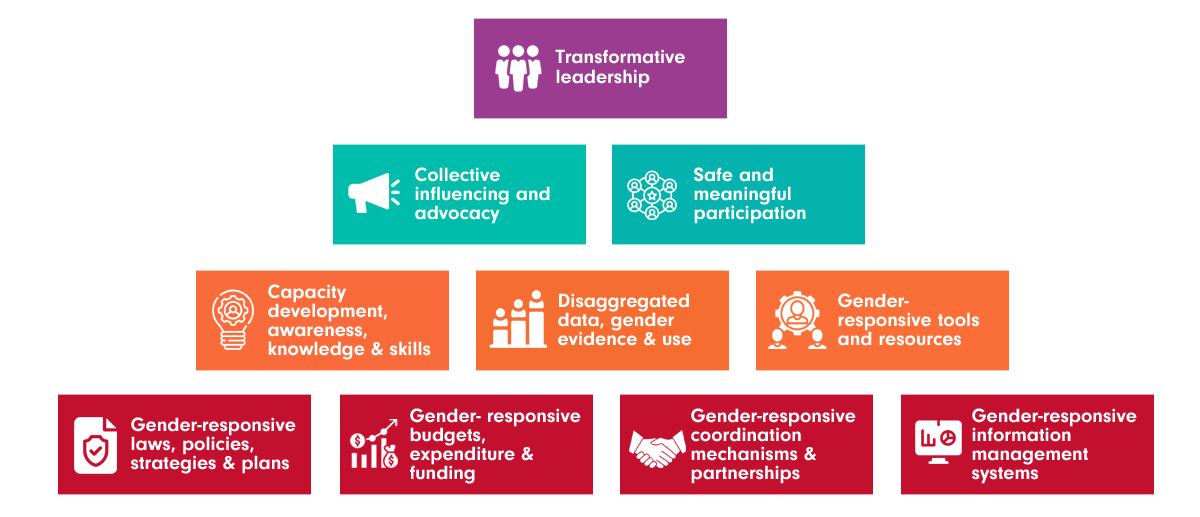 Transformative
leadership
Collective
influencing and
advocacy
Safe and
meaningful
participation
Capacity
development,
awareness,
knowledge & skills
Disaggregated
data, gender
evidence & use
Gender-
responsive tools
and resources
Gender-responsive
laws, policies,
strategies & plans
Gender- responsive
budgets,
expenditure &
funding
Gender-responsive
coordination
mechanisms &
partnerships
Gender-responsive
information
management
systems